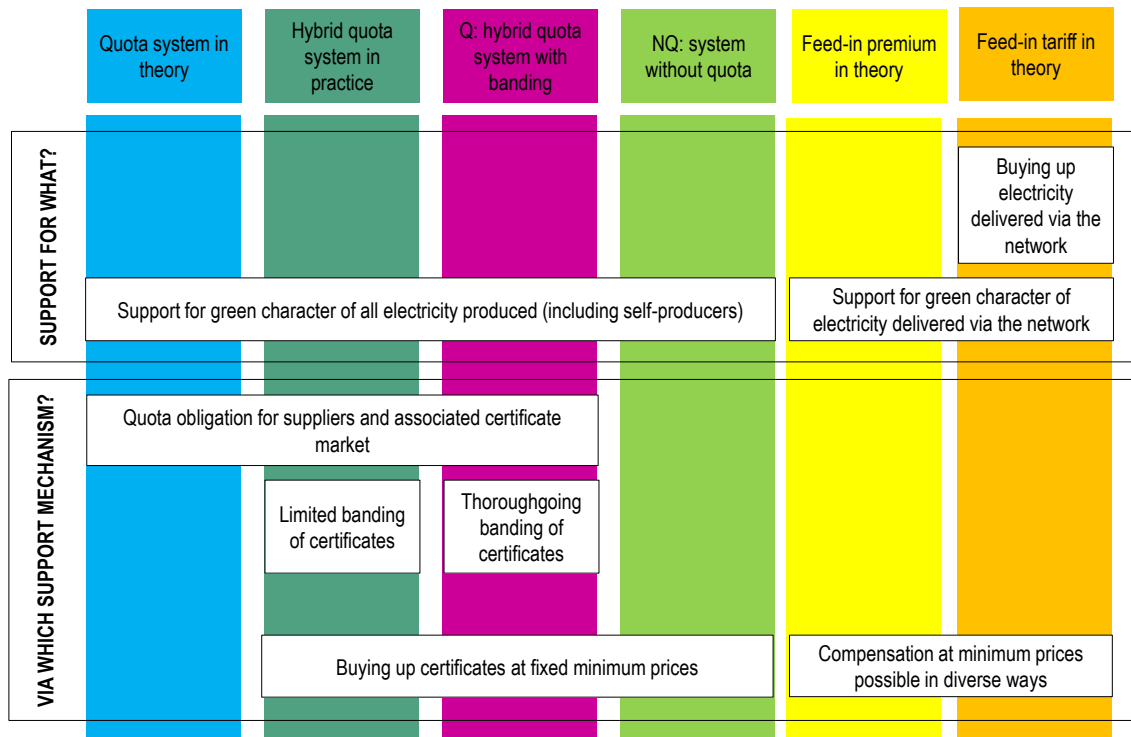 Quota system in
theory
Hybrid quota
system in
practice
Q: hybrid quota
system with
banding
NQ: system
without quota
Feed-in premium
in theory
Feed-in tariff in
theory
SUPPORT FOR WHAT?
Buying up
electricity
delivered via the
network
Support for green character of all electricity produced (including self-producers)
Support for green character of
electricity delivered via the network
VIA WHICH SUPPORT MECHANISM?
Quota obligation for suppliers and associated certificate
market
Limited banding
of certificates
Thoroughgoing
banding of
certificates
Buying up certificates at fixed minimum prices
Compensation at minimum prices
possible in diverse ways